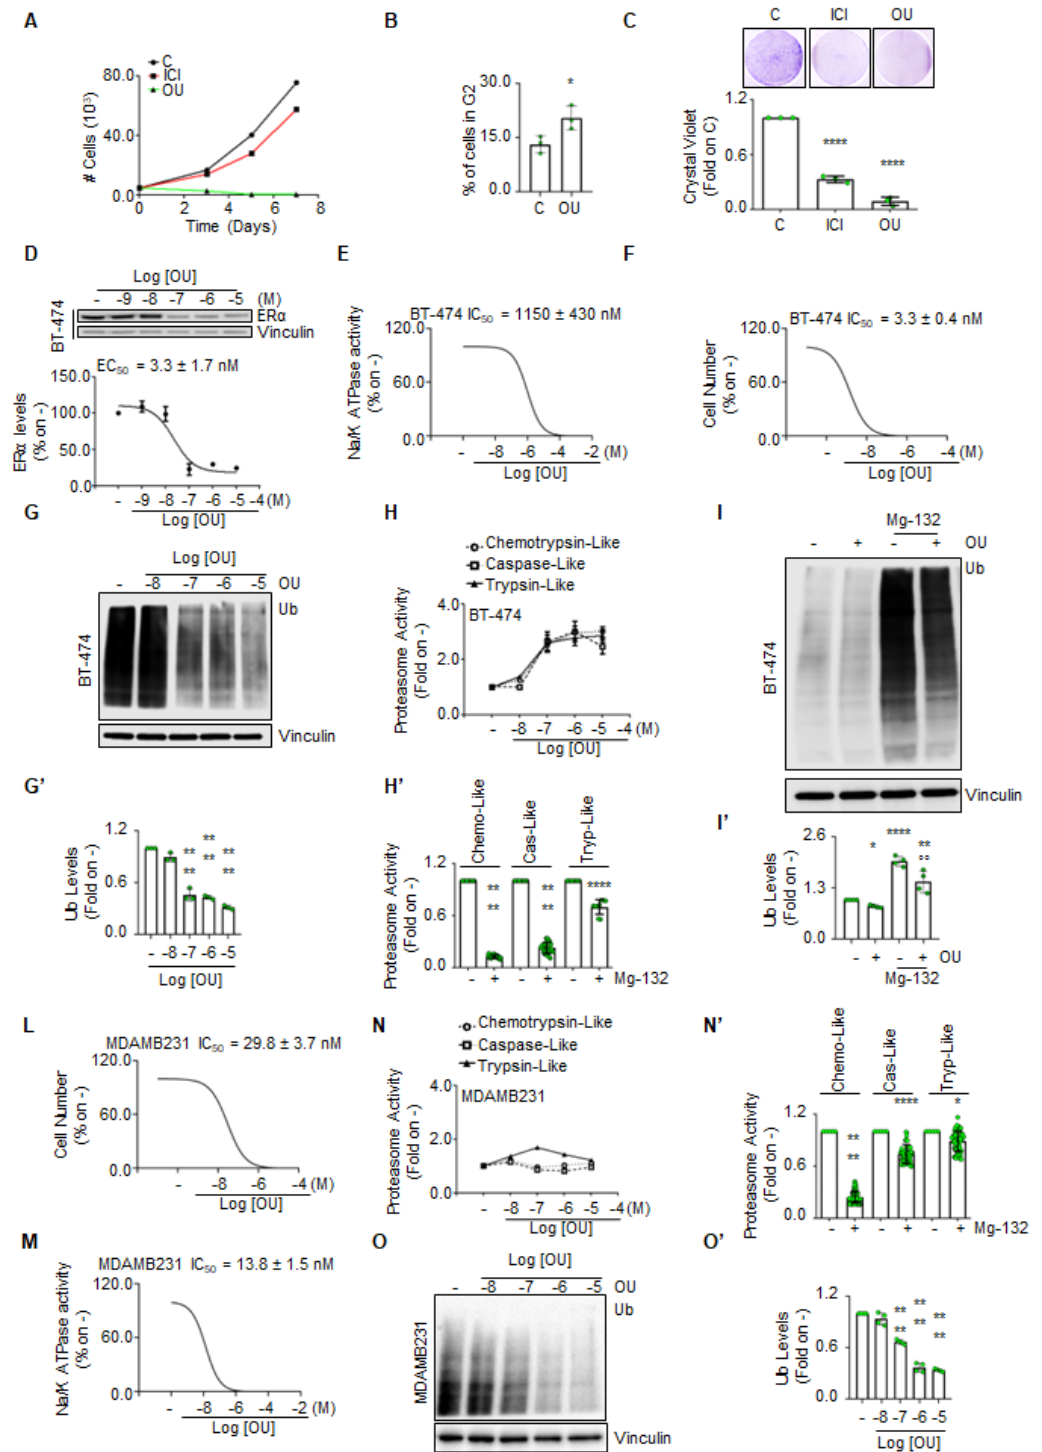 A
C
ICI
OU
# Cells (10³)
80.0
40.0
0.0
0 2 4 6 8
Time (Days)
B
% of cells in G2
30.0
15.0
0.0
*
C OU
C
C ICI OU
Crystal Violet
(Fold on C)
1.2
0.6
0.0
****
****
C ICI OU
D
Log [OU]
- -9 -8 -7 -6 -5 (M)
BT-474
ERα
Vinculin
EC50 = 3.3 ± 1.7 nM
ERα levels
(% on -)
150.0
100.0
50.0
0.0
- -9 -8 -7 -6 -5 -4 (M)
Log [OU]
E
BT-474 IC50 = 1150 ± 430 nM
Na/K ATPase activity
(% on -)
120.0
60.0
0.0
- -8 -6 -4 -2 (M)
Log [OU]
F
BT-474 IC50 = 3.3 ± 0.4 nM
Cell Number
(% on -)
120.0
60.0
0.0
- -8 -6 -4 (M)
Log [OU]
G
Log [OU]
- -8 -7 -6 -5 OU
BT-474
Ub
Vinculin
H
Chemotrypsin-Like
Caspase-Like
Trypsin-Like
Proteasome Activity
(Fold on -)
4.0
2.0
0.0
BT-474
- -8 -7 -6 -5 -4 (M)
Log [OU]
I
Mg-132
- + - + OU
BT-474
Ub
Vinculin
G'
Ub Levels
(Fold on -)
1.2
0.6
0.0
** ** **
** ** **
- -8 -7 -6 -5
Log [OU]
H'
Chemo-Like
Cas-Like
Tryp-Like
Proteasome Activity
(Fold on -)
1.2
0.6
0.0
** ** ****
** **
- + - + - + Mg-132
I'
Ub Levels
(Fold on -)
2.6
1.3
0.0
* **** **
°°
- + - + OU
Mg-132
L
MDAMB231 IC50 = 29.8 ± 3.7 nM
Cell Number
(% on -)
120.0
60.0
0.0
- -8 -6 -4 (M)
Log [OU]
N
Chemotrypsin-Like
Caspase-Like
Trypsin-Like
Proteasome Activity
(Fold on -)
4.0
2.0
0.0
MDAMB231
- -8 -7 -6 -5 -4 (M)
Log [OU]
N'
Chemo-Like
Cas-Like
Tryp-Like
Proteasome Activity
(Fold on -)
1.2
0.6
0.0
** **** *
**
- + - + - + Mg-132
M
MDAMB231 IC50 = 13.8 ± 1.5 nM
Na/K ATPase activity
(% on -)
120.0
60.0
0.0
- -8 -6 -4 -2 (M)
Log [OU]
O
Log [OU]
- -8 -7 -6 -5 OU
MDAMB231
Ub
Vinculin
O'
Ub Levels
(Fold on -)
1.4
0.7
0.0
** ** **
** ** **
- -8 -7 -6 -5
Log [OU]